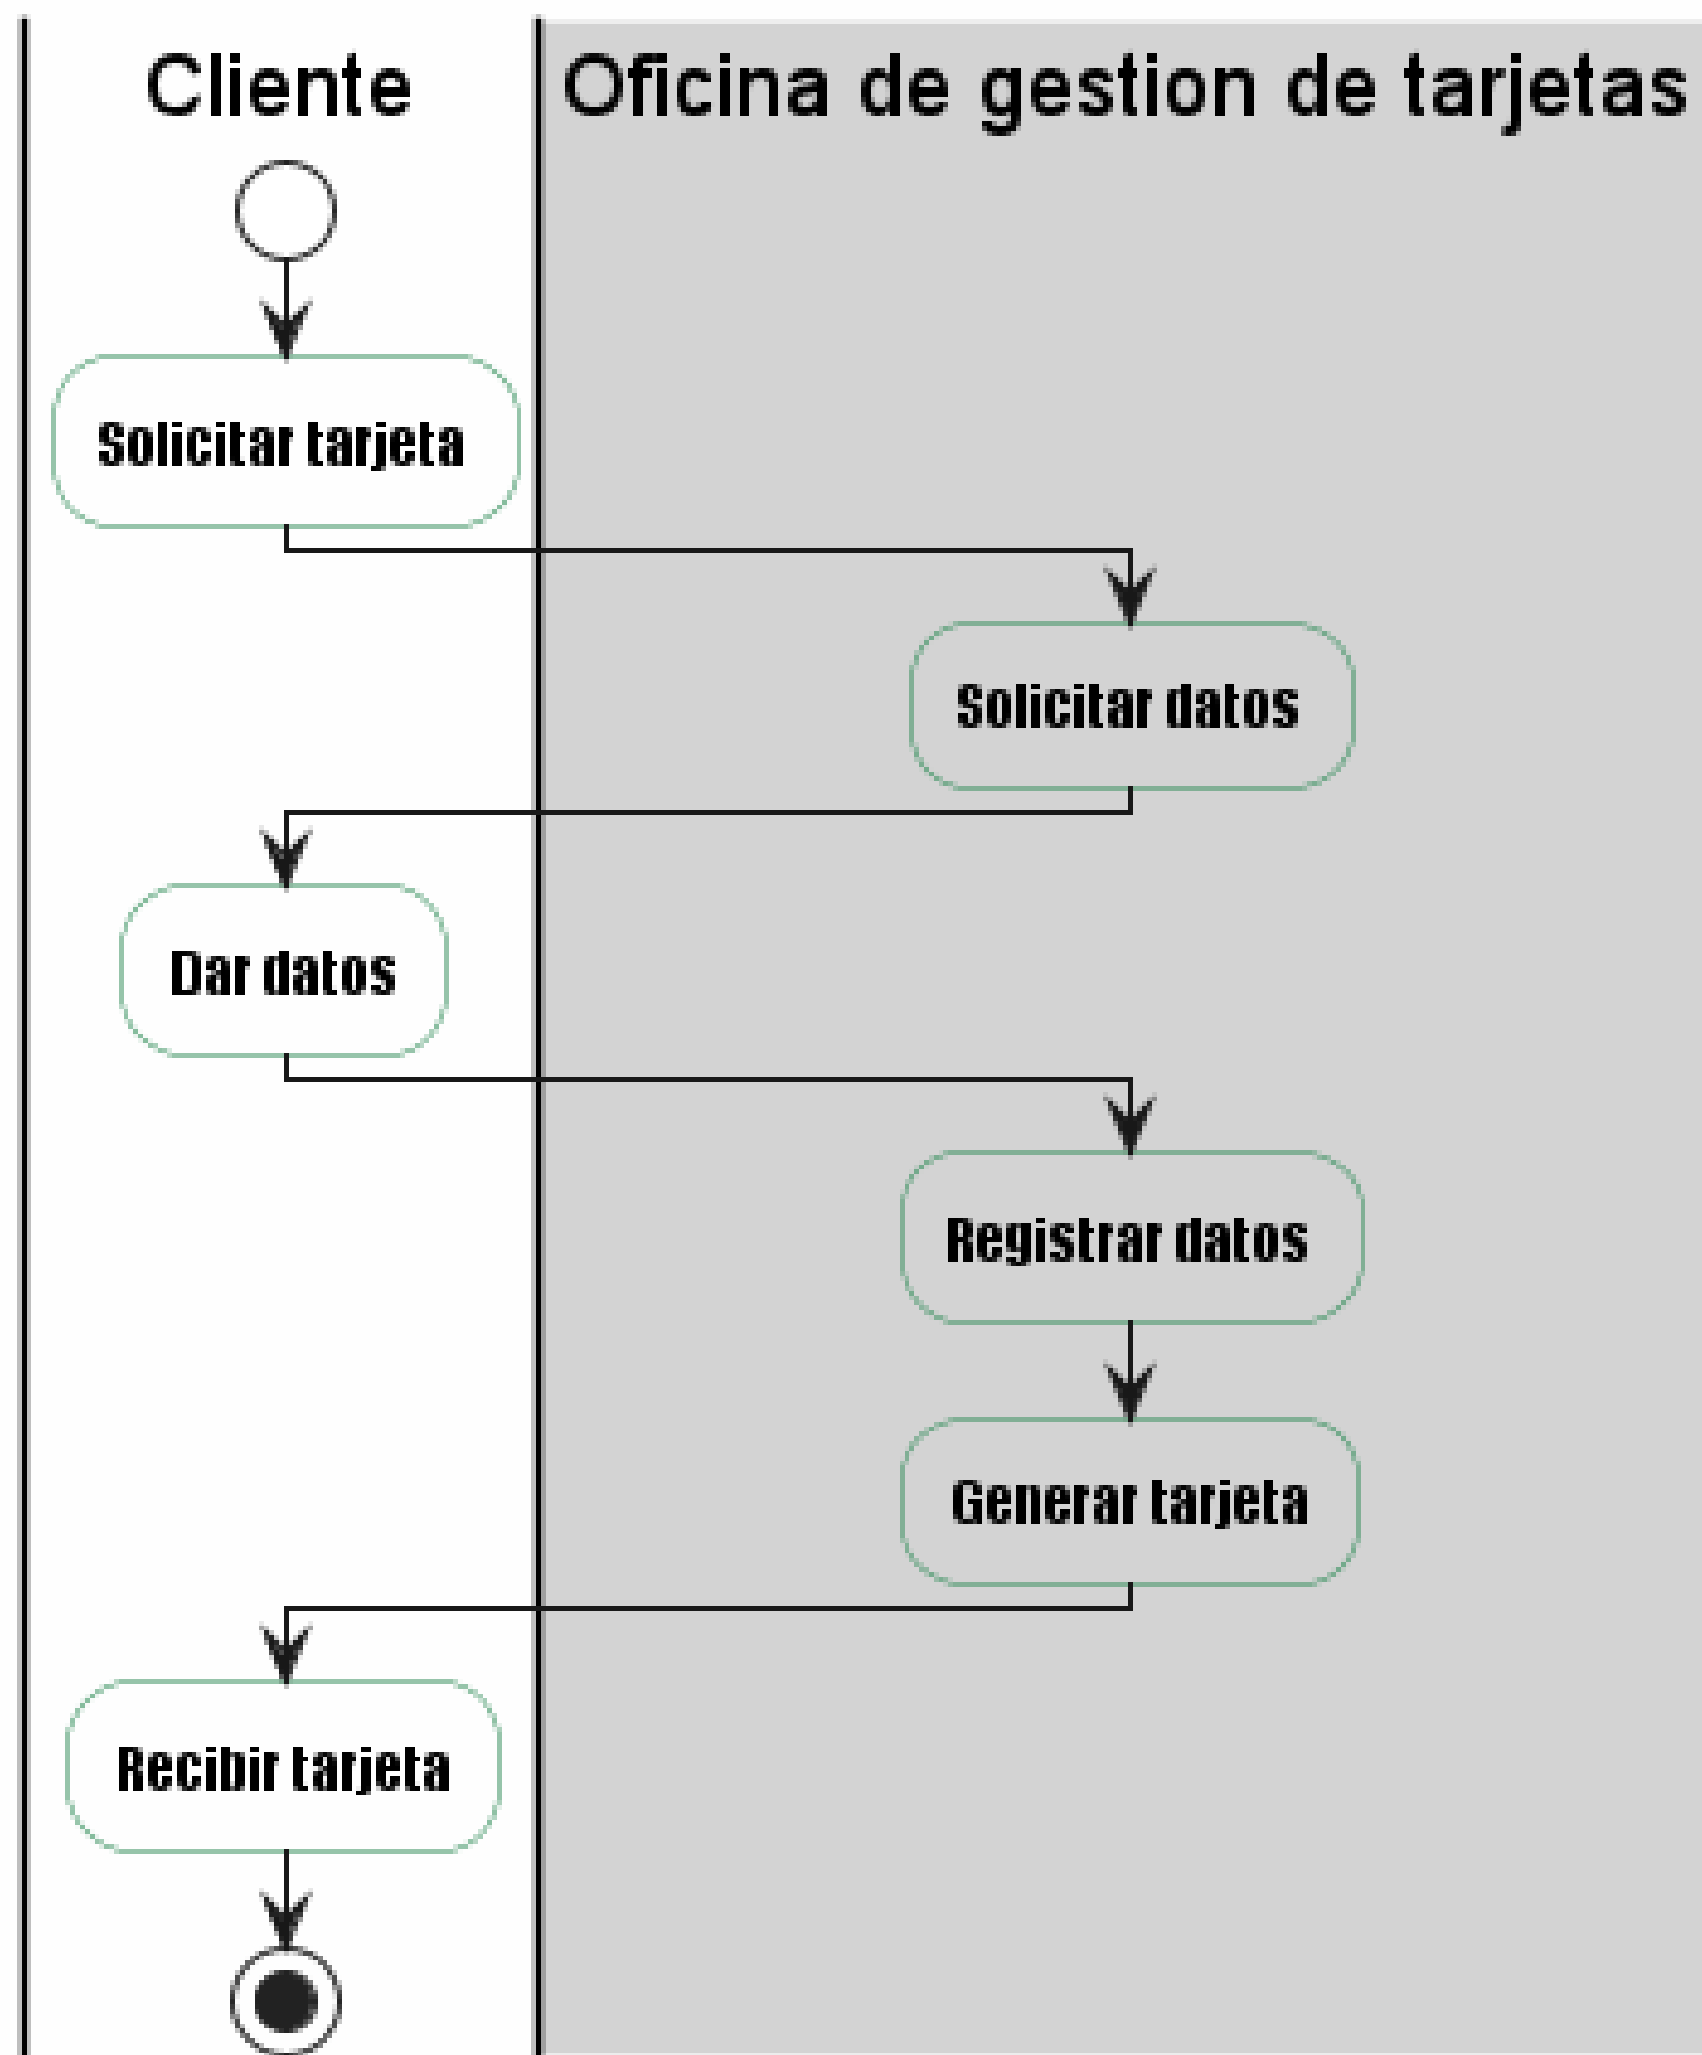 Cliente
Oficina de gestion de tarjetas
Solicitar tarjeta
Solicitar datos
Dar datos
Registrar datos
Generar tarjeta
Recibir tarjeta